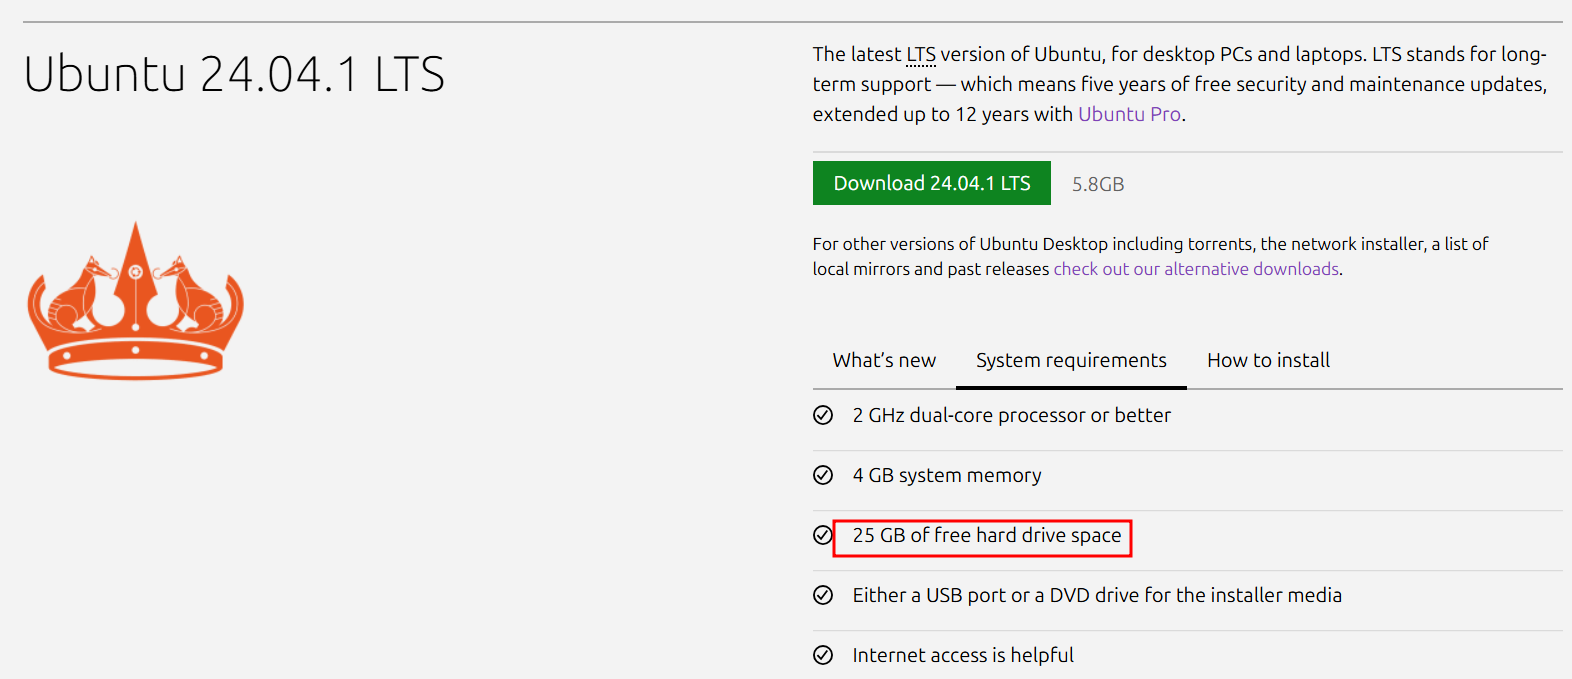 Ubuntu 24.04.1 LTS
The latest LTS version of Ubuntu, for desktop PCs and laptops. LTS stands for long-
term support — which means five years of free security and maintenance updates,
extended up to 12 years with Ubuntu Pro.
Download 24.04.1 LTS 5.8GB
For other versions of Ubuntu Desktop including torrents, the network installer, a list of
local mirrors and past releases check out our alternative downloads.
What’s new System requirements How to install
2 GHz dual-core processor or better
4 GB system memory
25 GB of free hard drive space
Either a USB port or a DVD drive for the installer media
Internet access is helpful